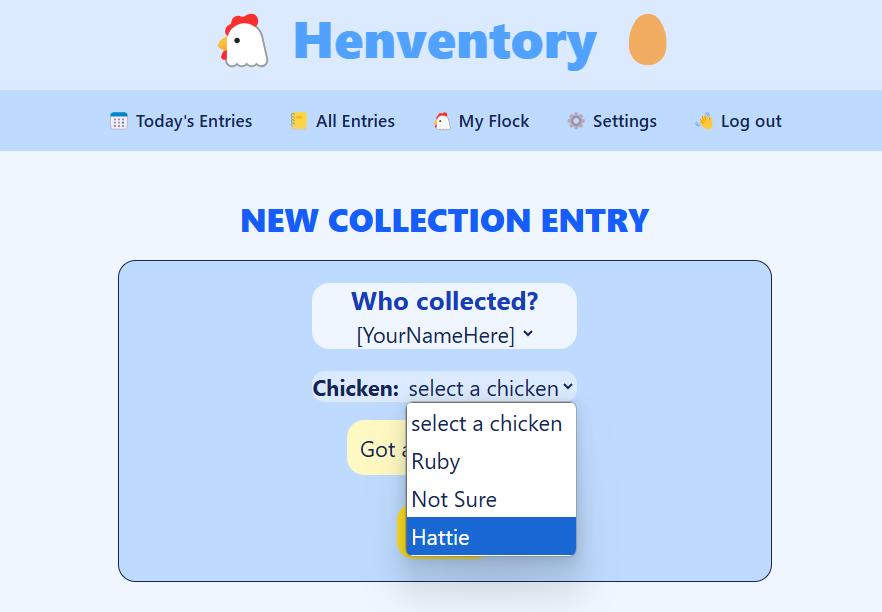 Henventory
Today's Entries All Entries My Flock Settings Log out
NEW COLLECTION ENTRY
Who collected?
[YourNameHere]
Chicken: select a chicken
select a chicken
Got
Ruby
Not Sure
Hattie